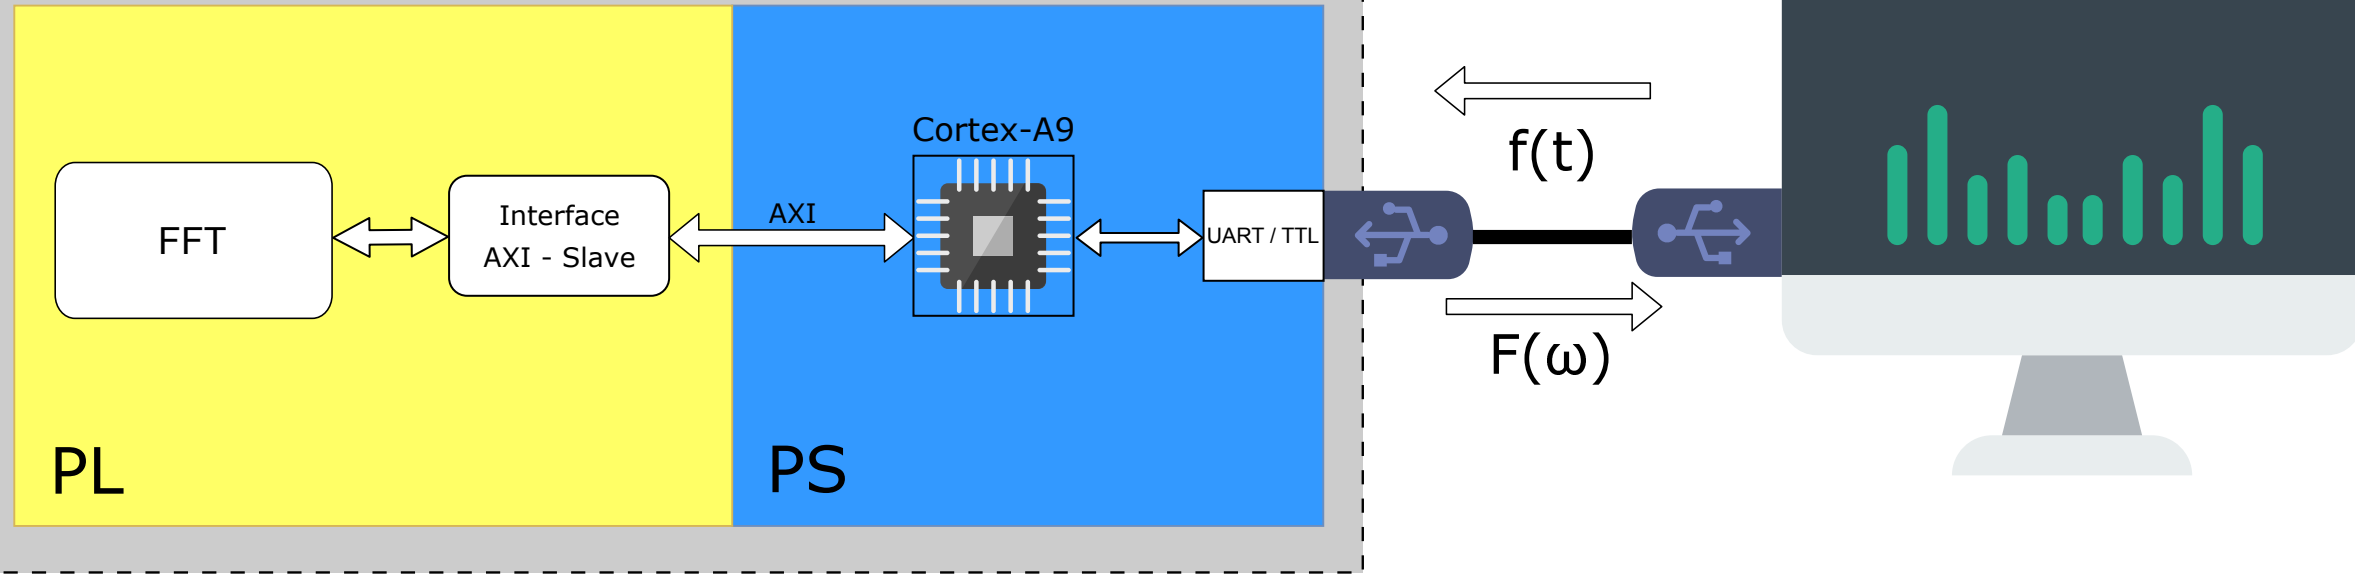 Cortex-A9
f(t)
FFT
Interface
AXI - Slave
AXI
UART / TTL
F(ω)
PL
PS